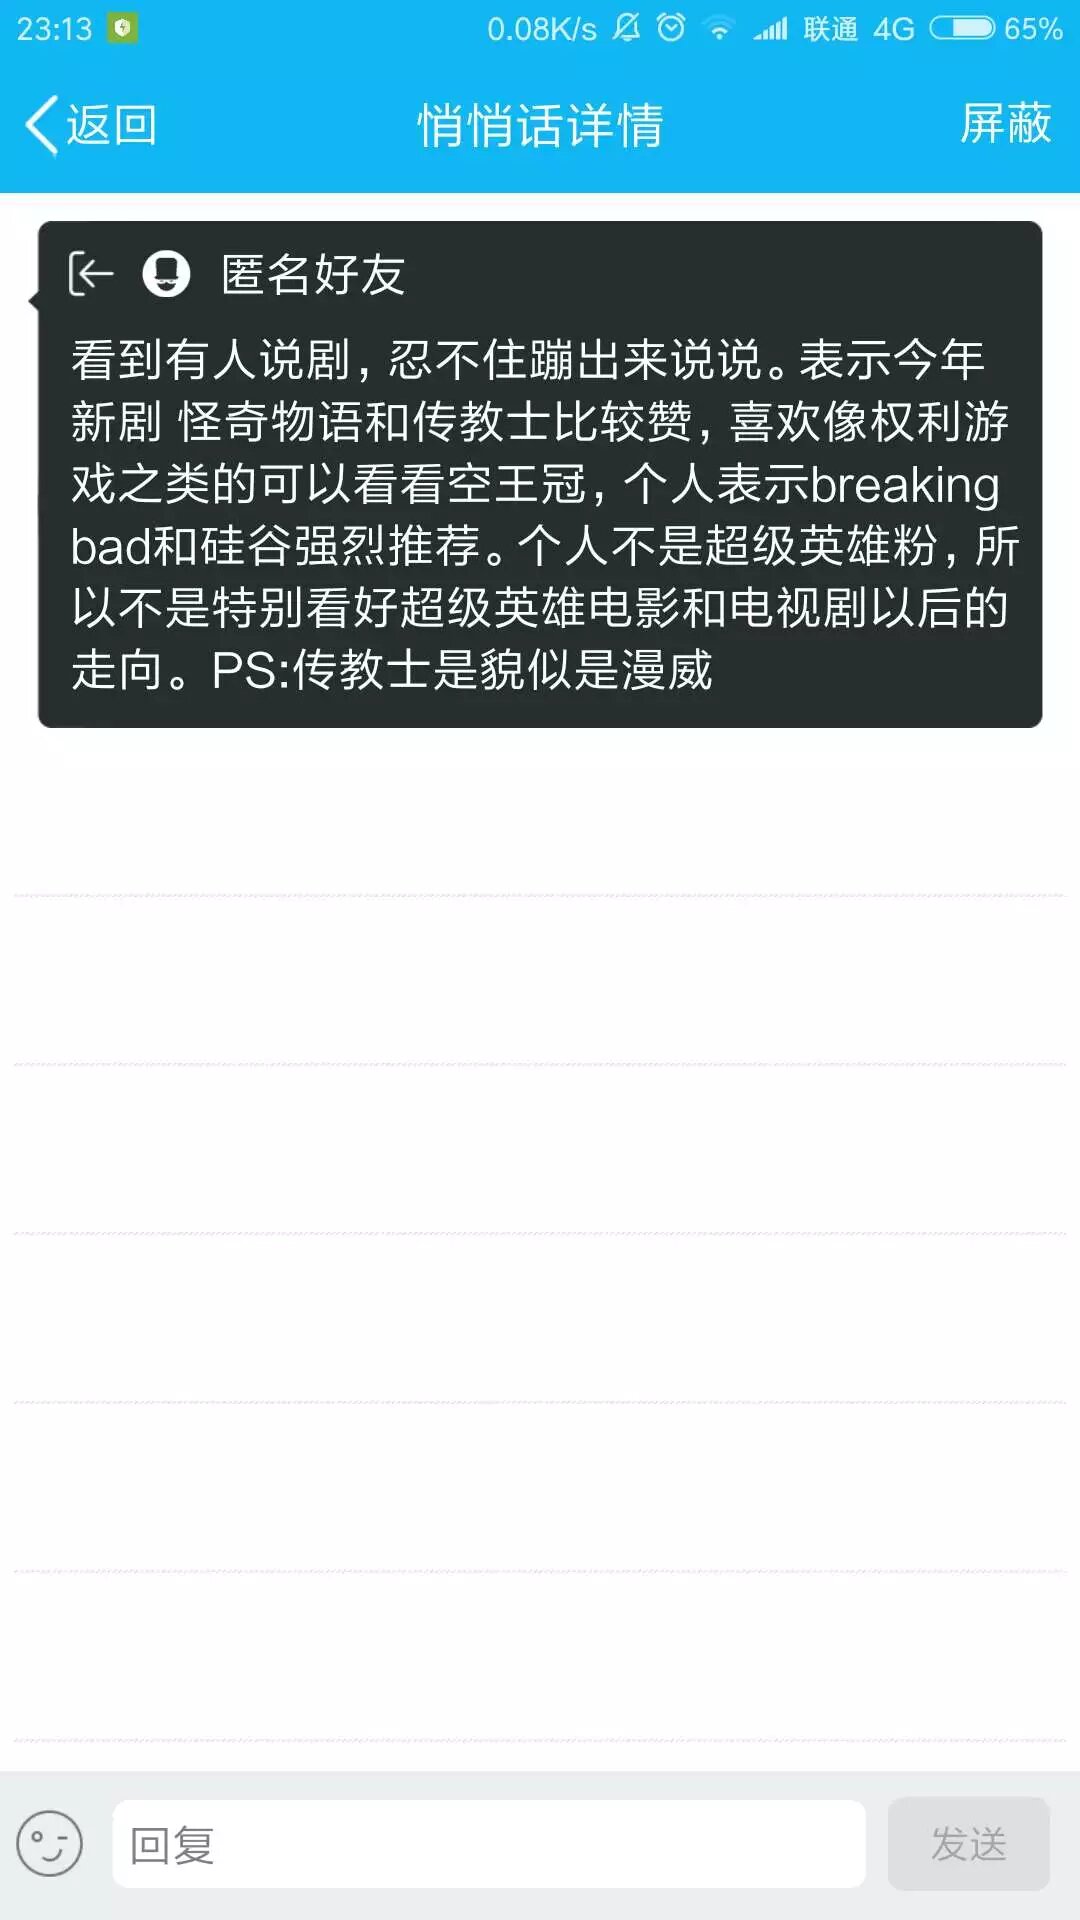 23:13 0.08K/s 联通 4G 65%
返回 悄悄话详情 屏蔽
匿名好友
看到有人说剧，忍不住蹦出来说说。表示今年
新剧 怪奇物语和传教士比较赞，喜欢像权利游
戏之类的可以看看空王冠，个人表示breaking
bad和硅谷强烈推荐。个人不是超级英雄粉，所
以不是特别看好超级英雄电影和电视剧以后的
走向。PS:传教士是貌似是漫威
回复 发送